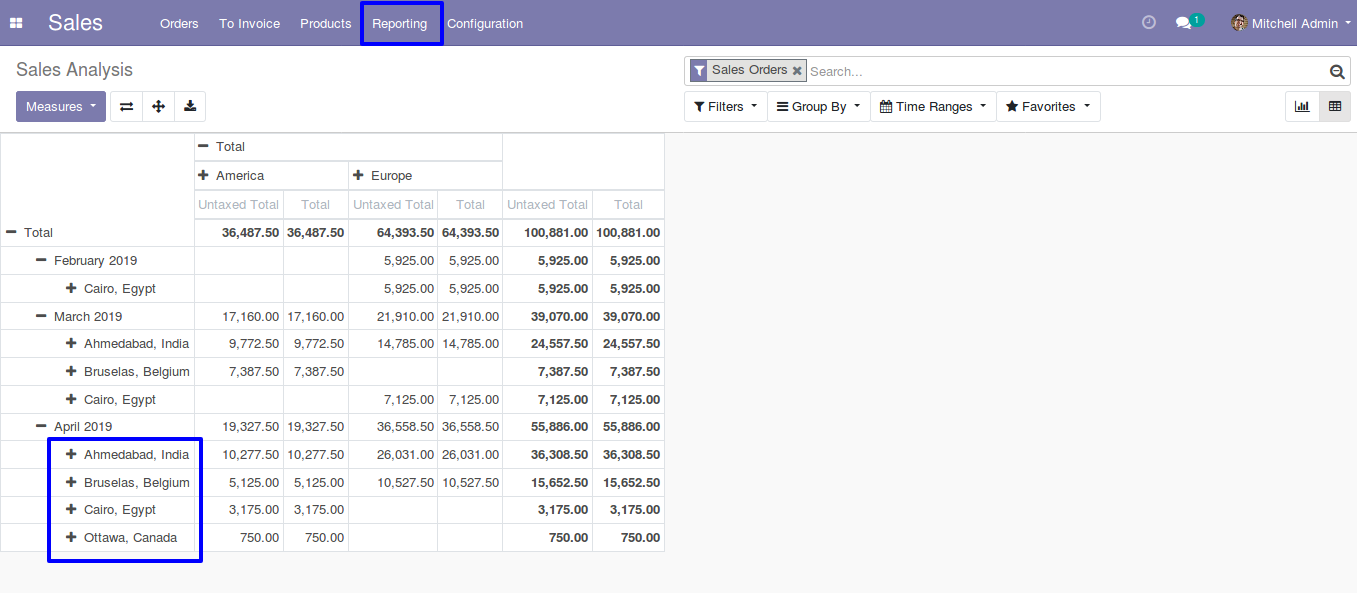 Sales Orders To Invoice Products Reporting Configuration 1 Mitchell Admin
Sales Analysis
Sales Orders Search...
Measures Filters Group By Time Ranges Favorites
Total
America Europe
Untaxed Total Total Untaxed Total Total Untaxed Total Total
Total 36,487.50 36,487.50 64,393.50 64,393.50 100,881.00 100,881.00
February 2019 5,925.00 5,925.00 5,925.00 5,925.00
Cairo, Egypt 5,925.00 5,925.00 5,925.00 5,925.00
March 2019 17,160.00 17,160.00 21,910.00 21,910.00 39,070.00 39,070.00
Ahmedabad, India 9,772.50 9,772.50 14,785.00 14,785.00 24,557.50 24,557.50
Bruselas, Belgium 7,387.50 7,387.50 7,387.50 7,387.50
Cairo, Egypt 7,125.00 7,125.00 7,125.00 7,125.00
April 2019 19,327.50 19,327.50 36,558.50 36,558.50 55,886.00 55,886.00
Ahmedabad, India 10,277.50 10,277.50 26,031.00 26,031.00 36,308.50 36,308.50
Bruselas, Belgium 5,125.00 5,125.00 10,527.50 10,527.50 15,652.50 15,652.50
Cairo, Egypt 3,175.00 3,175.00 3,175.00 3,175.00
Ottawa, Canada 750.00 750.00 750.00 750.00